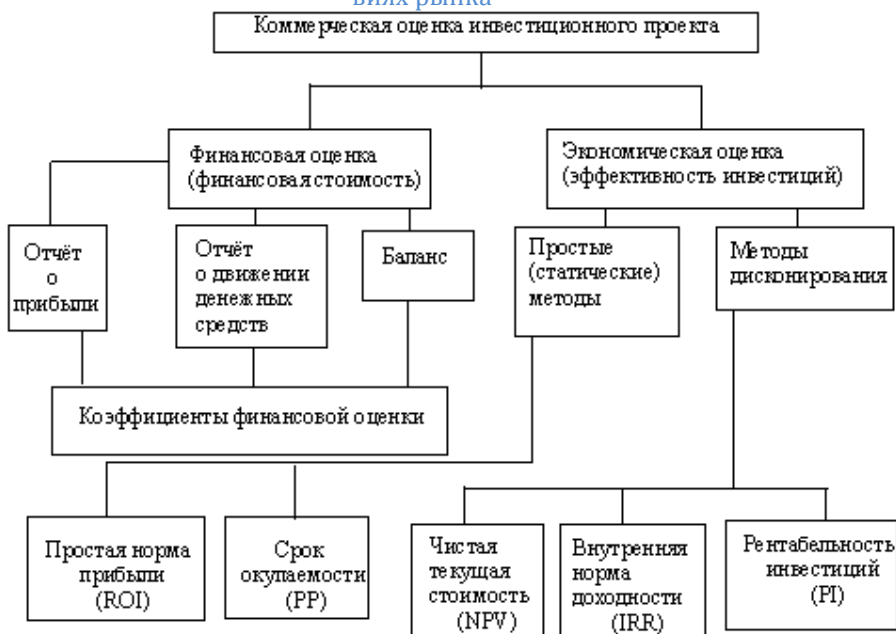 виях рынка
Коммерческая оценка инвестиционного проекта
Финансовая оценка
(финансовая стоимость)
Экономическая оценка
(эффективность инвестиций)
Отчёт
о
прибыли
Отчёт
о движении
денежных
средств
Баланс
Простые
(статические)
методы
Методы
дисконирования
Коэффициенты финансовой оценки
Простая норма
прибыли
(ROI)
Срок
окупаемости
(PP)
Чистая
текущая
стоимость
(NPV)
Внутренняя
норма
доходности
(IRR)
Рентабельность
инвестиций
(PI)